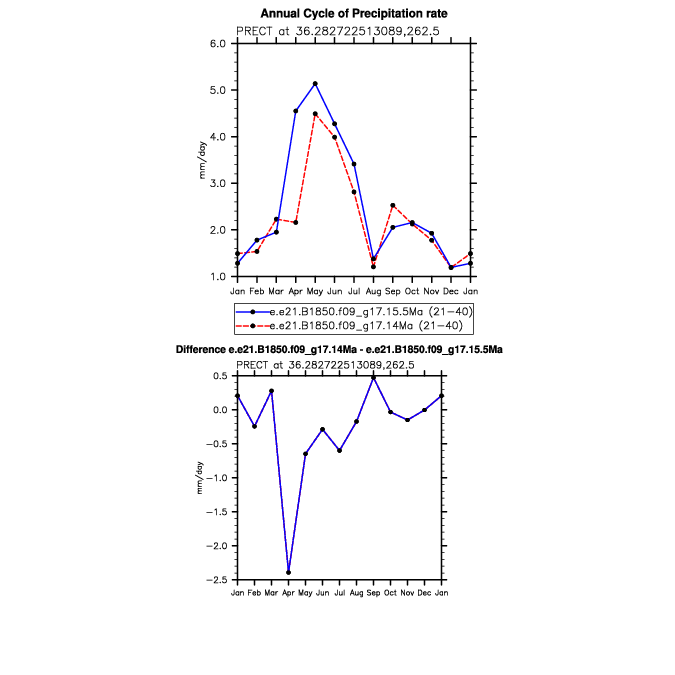 Annual Cycle of Precipitation rate
PRECT at 36.282722513089,262.5
6.0
5.0
4.0
3.0
2.0
1.0
mm/day
Jan Feb Mar Apr May Jun Jul Aug Sep Oct Nov Dec Jan
e.e21.B1850.f09_g17.15.5Ma (21-40)
e.e21.B1850.f09_g17.14Ma (21-40)
Difference e.e21.B1850.f09_g17.14Ma - e.e21.B1850.f09_g17.15.5Ma
PRECT at 36.282722513089,262.5
0.5
0.0
-0.5
-1.0
-1.5
-2.0
-2.5
mm/day
Jan Feb Mar Apr May Jun Jul Aug Sep Oct Nov Dec Jan